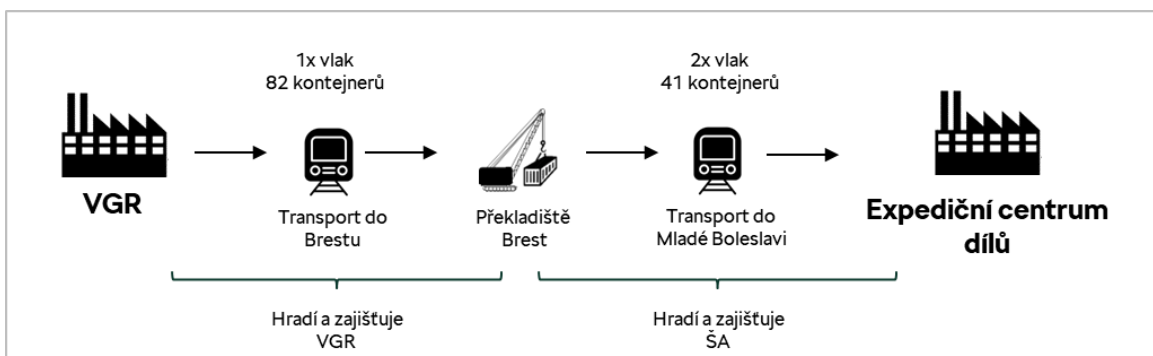 1x vlak
82 kontejnerů
2x vlak
41 kontejnerů
VGR
Transport do
Brestu
Překladiště
Brest
Transport do
Mladé Boleslavi
Expediční centrum
dílů
Hradí a zajišťuje
VGR
Hradí a zajišťuje
ŠA